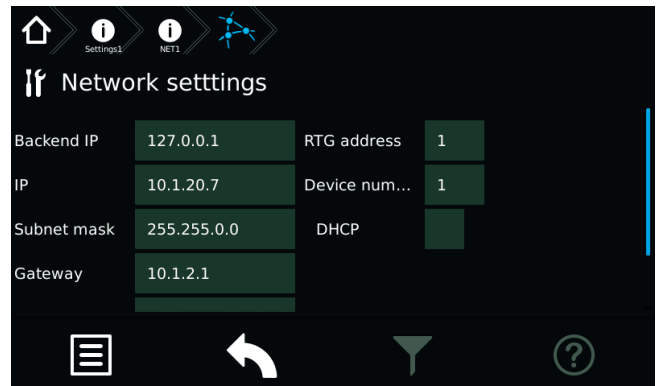 Settings1
NET1
Network setttings
Backend IP 127.0.0.1 RTG address 1
IP 10.1.20.7 Device num... 1
Subnet mask 255.255.0.0 DHCP
Gateway 10.1.2.1